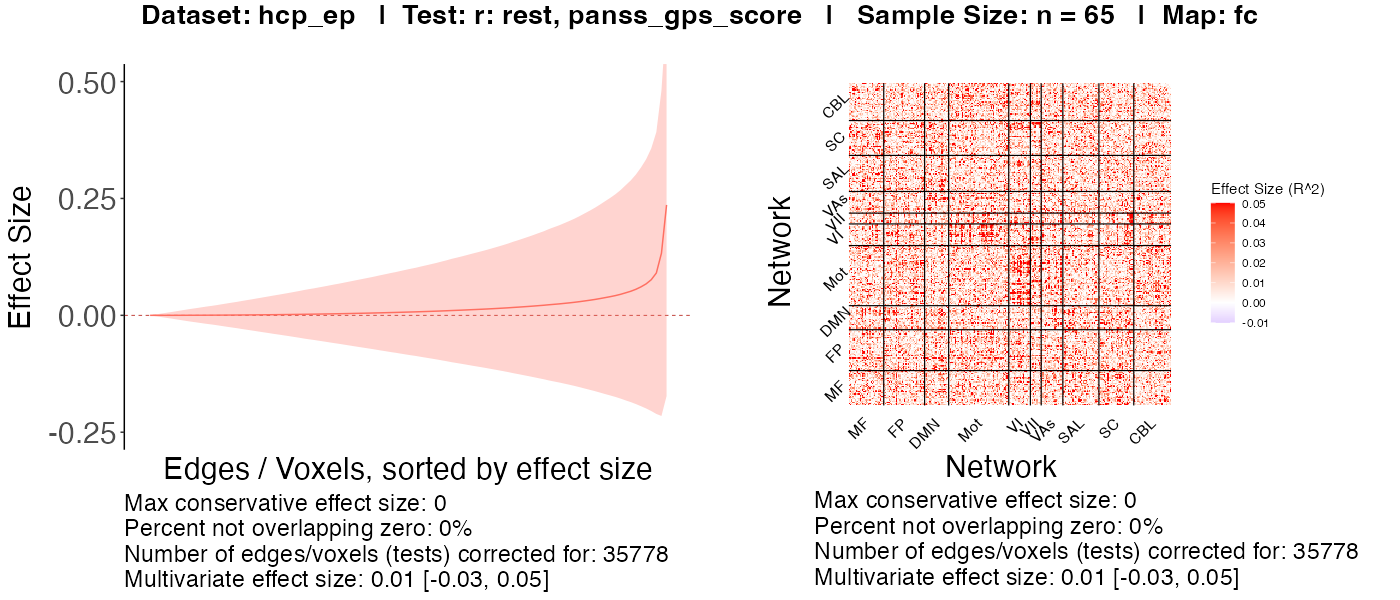 Dataset: hcp_ep | Test: r: rest, panss_gps_score | Sample Size: n = 65 | Map: fc
0.50
0.25
0.00
-0.25
Effect Size
Edges / Voxels, sorted by effect size
Max conservative effect size: 0
Percent not overlapping zero: 0%
Number of edges/voxels (tests) corrected for: 35778
Multivariate effect size: 0.01 [-0.03, 0.05]
Network
CBL
SC
SAL
VAs
VII
VI
Mot
DMN
FP
MF
MF
FP
DMN
Mot
VI
VII
VAs
SAL
SC
CBL
Network
Effect Size (R^2)
0.05
0.04
0.03
0.02
0.01
0.00
-0.01
Max conservative effect size: 0
Percent not overlapping zero: 0%
Number of edges/voxels (tests) corrected for: 35778
Multivariate effect size: 0.01 [-0.03, 0.05]